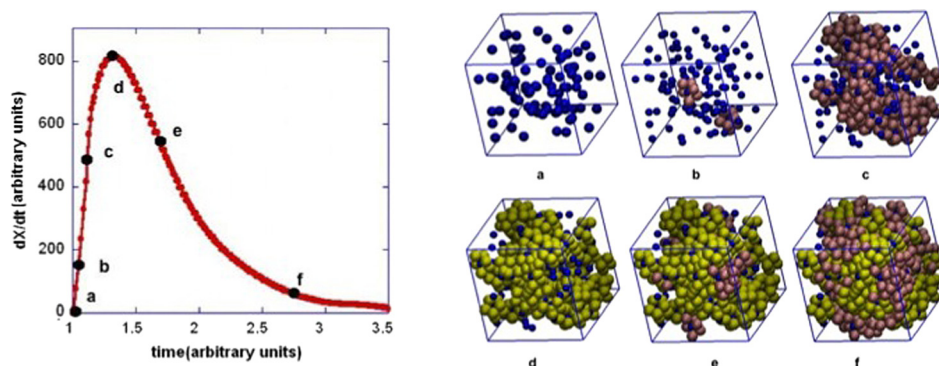 dX/dt(arbitrary units)
800
600
400
200
0
1
1.5
2
2.5
3
3.5
time(arbitrary units)
a
b
c
d
e
f
a
b
c
d
e
f